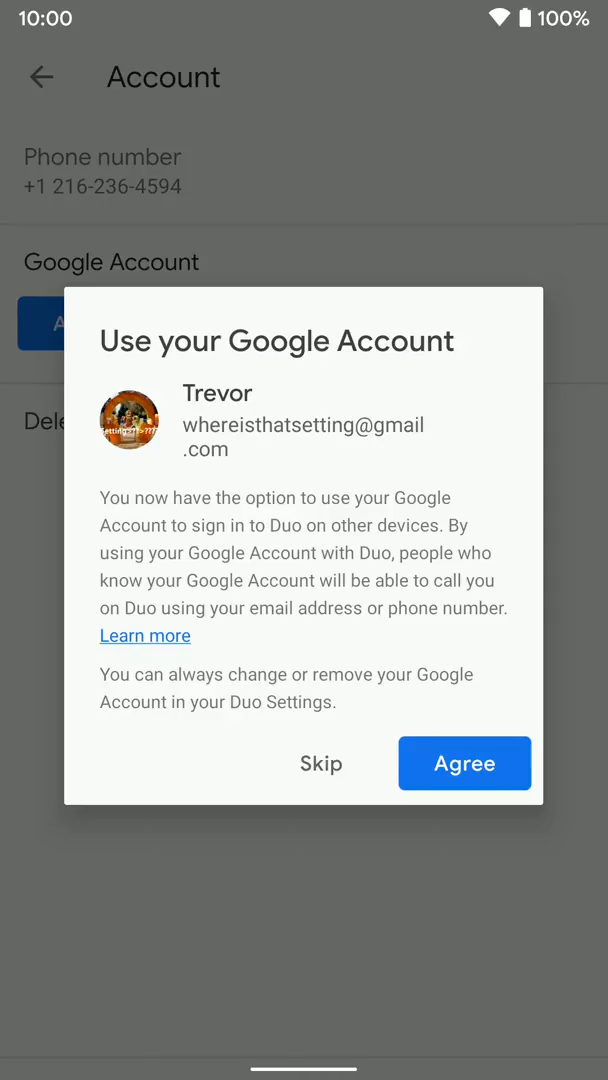 10:00
100%
Account
Phone number
+1 216-236-4594
Google Account
A
Dele
Use your Google Account
Trevor
whereisthatsetting@gmail
.com
You now have the option to use your Google
Account to sign in to Duo on other devices. By
using your Google Account with Duo, people who
know your Google Account will be able to call you
on Duo using your email address or phone number.
Learn more
You can always change or remove your Google
Account in your Duo Settings.
Skip
Agree